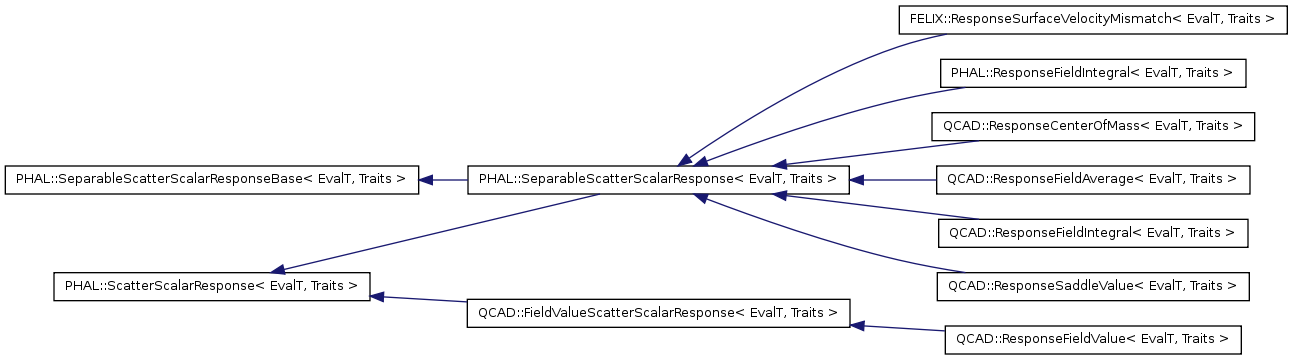 FELIX::ResponseSurfaceVelocityMismatch< EvalT, Traits >
PHAL::ResponseFieldIntegral< EvalT, Traits >
QCAD::ResponseCenterOfMass< EvalT, Traits >
PHAL::SeparableScatterScalarResponseBase< EvalT, Traits >
PHAL::SeparableScatterScalarResponse< EvalT, Traits >
QCAD::ResponseFieldAverage< EvalT, Traits >
QCAD::ResponseFieldIntegral< EvalT, Traits >
PHAL::ScatterScalarResponse< EvalT, Traits >
QCAD::ResponseSaddleValue< EvalT, Traits >
QCAD::FieldValueScatterScalarResponse< EvalT, Traits >
QCAD::ResponseFieldValue< EvalT, Traits >